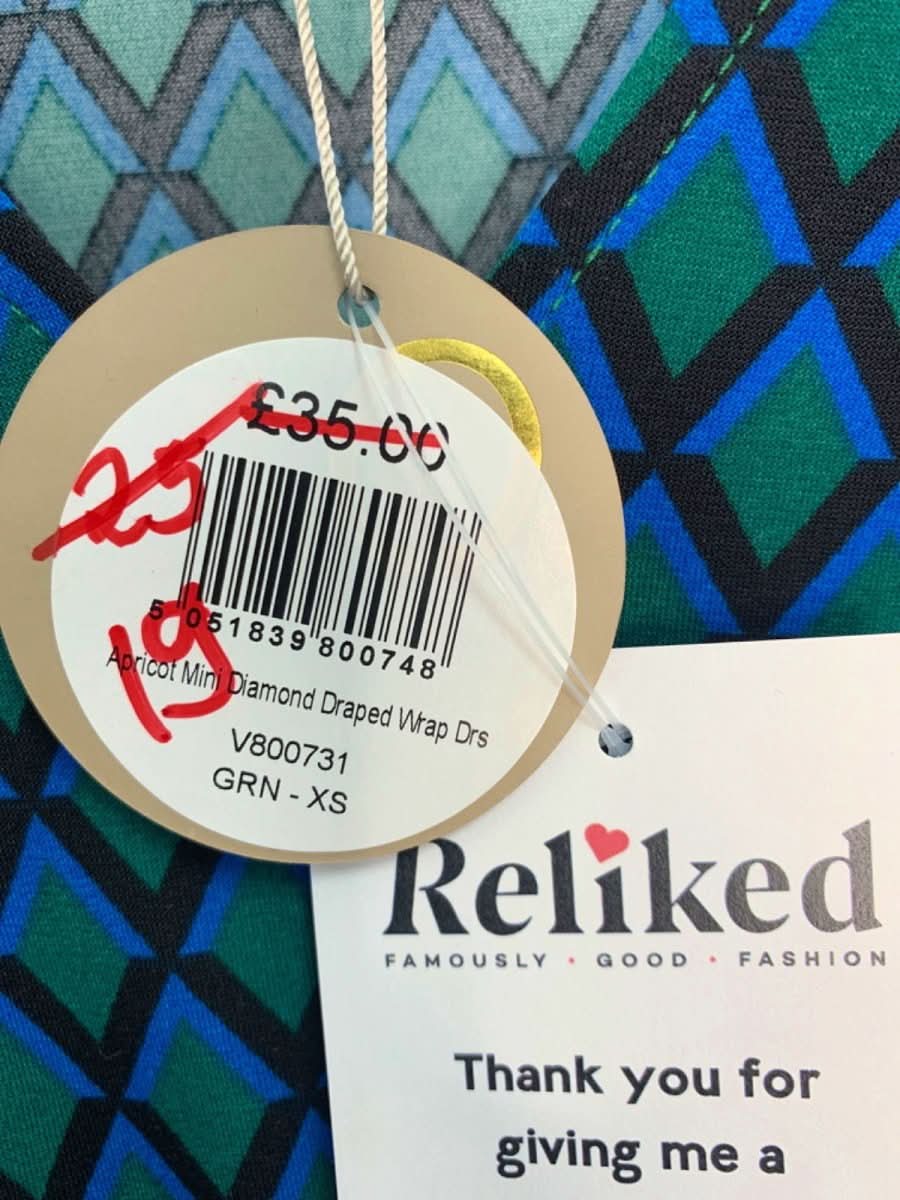 £35.00
25
5 051839 800748
19
Apricot Mini Diamond Draped Wrap Drs
V800731
GRN - XS
Reliked
FAMOUSLY • GOOD • FASHION
Thank you for
giving me a